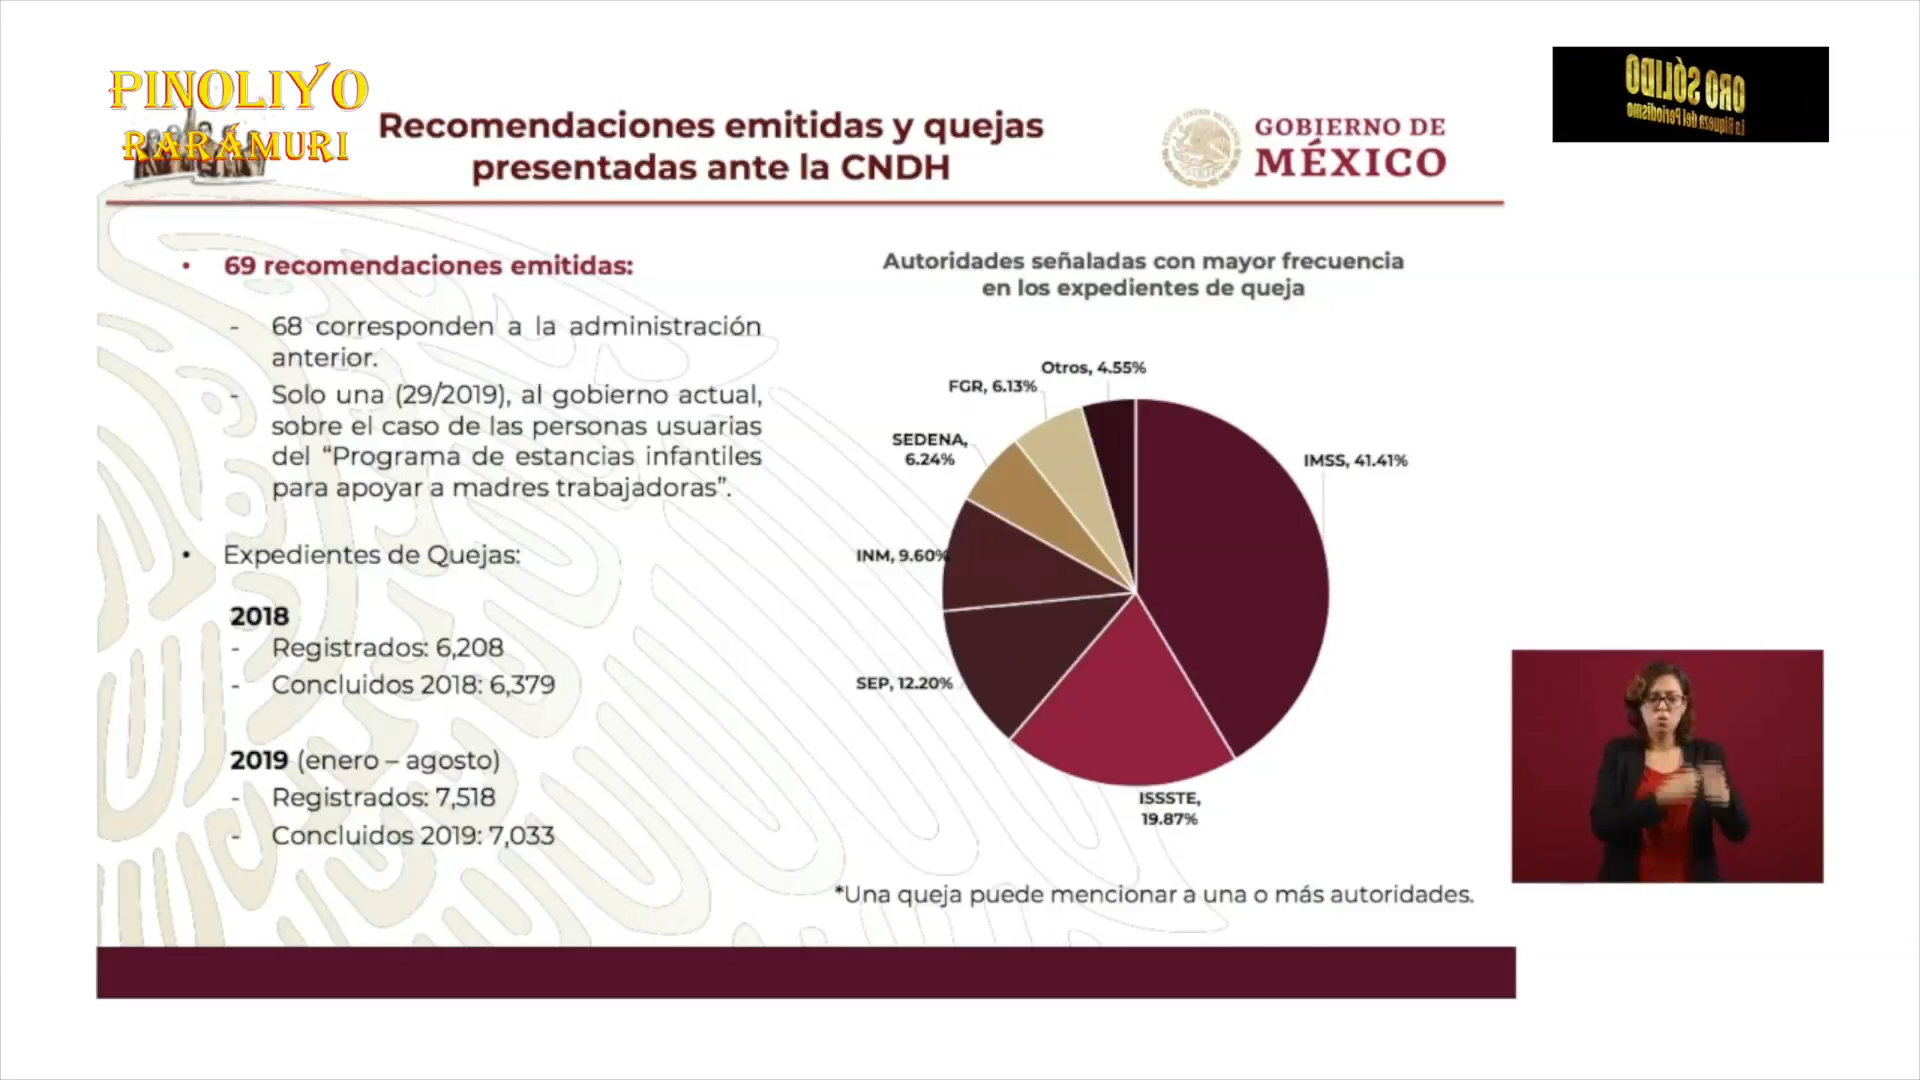 PINOLIYO
RARÁMURI
Recomendaciones emitidas y quejas
presentadas ante la CNDH
GOBIERNO DE
MÉXICO
ORO SÓLIDO
La Riqueza del Periodismo
• 69 recomendaciones emitidas:
- 68 corresponden a la administración
anterior.
- Solo una (29/2019), al gobierno actual,
sobre el caso de las personas usuarias
del “Programa de estancias infantiles
para apoyar a madres trabajadoras”.
• Expedientes de Quejas:
2018
- Registrados: 6,208
- Concluidos 2018: 6,379
2019 (enero – agosto)
- Registrados: 7,518
- Concluidos 2019: 7,033
Autoridades señaladas con mayor frecuencia
en los expedientes de queja
Otros, 4.55%
FGR, 6.13%
SEDENA,
6.24%
IMSS, 41.41%
INM, 9.60%
SEP, 12.20%
ISSSTE,
19.87%
*Una queja puede mencionar a una o más autoridades.